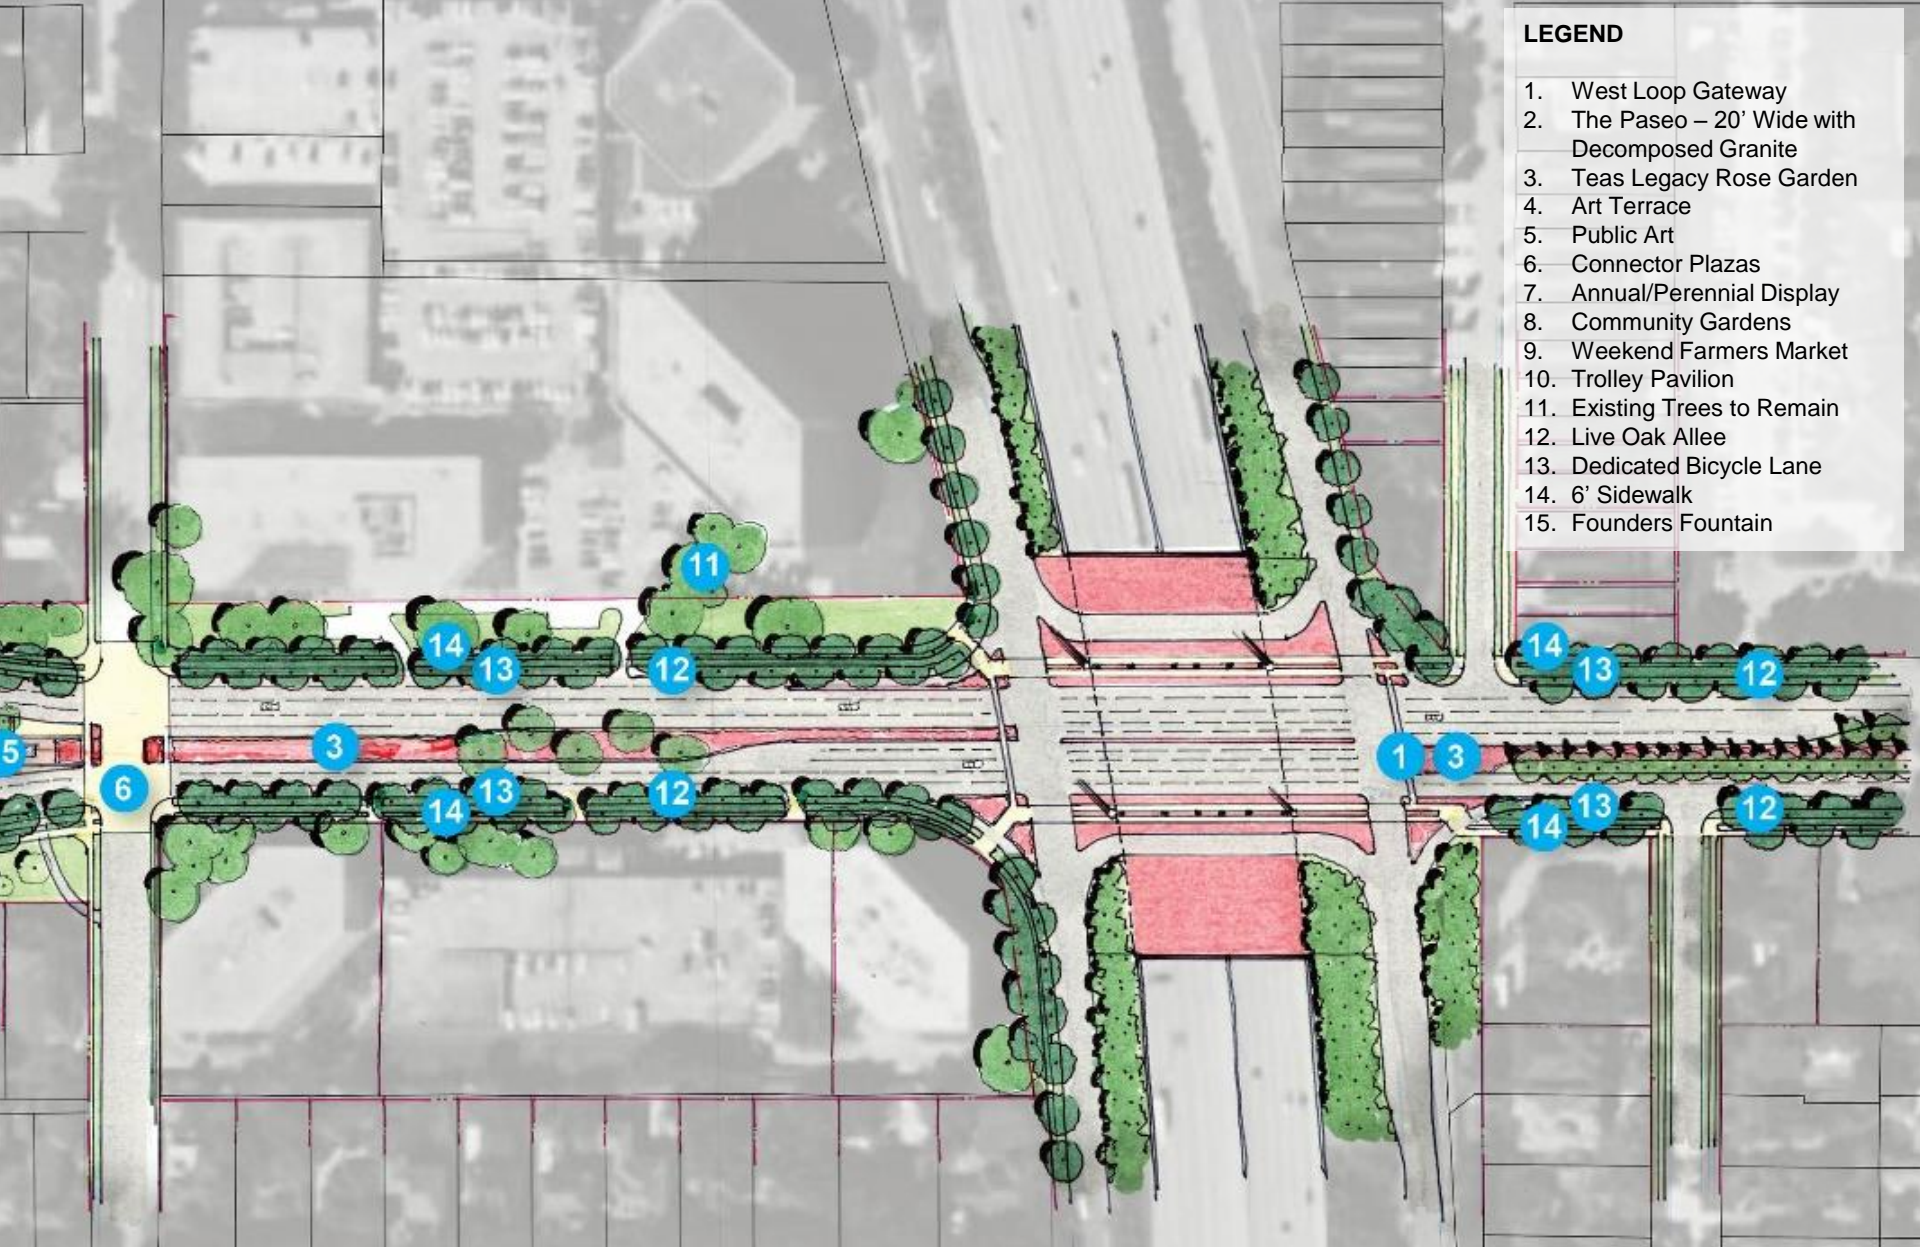 LEGEND
1. West Loop Gateway
2. The Paseo – 20’ Wide with
Decomposed Granite
3. Teas Legacy Rose Garden
4. Art Terrace
5. Public Art
6. Connector Plazas
7. Annual/Perennial Display
8. Community Gardens
9. Weekend Farmers Market
10. Trolley Pavilion
11. Existing Trees to Remain
12. Live Oak Allee
13. Dedicated Bicycle Lane
14. 6’ Sidewalk
15. Founders Fountain
11
14
13
12
14
13
12
5
3
1
3
6
14
13
12
14
13
12